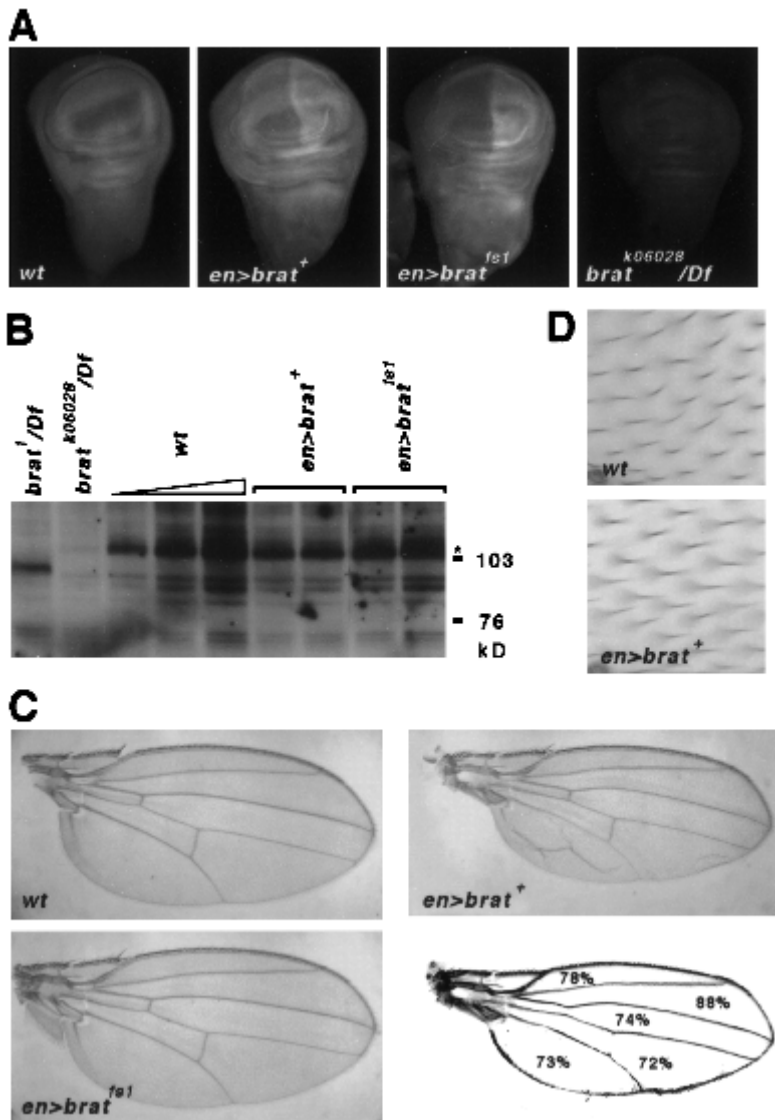 A
wt
en>brat+
en>brat fs1
brat k06028/Df
B
brat1/Df
brat k06028/Df
wt
en>brat+
en>brat fs1
*
103
76
kD
D
wt
en>brat+
C
wt
en>brat+
en>brat fs1
78%
88%
74%
73%
72%